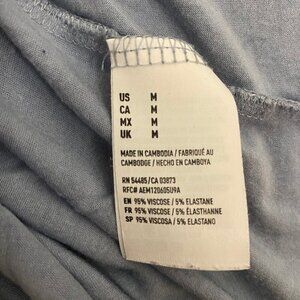 US M
CA M
MX M
UK M
MADE IN CAMBODIA / FABRIQUÉ AU
CAMBODGE / HECHO EN CAMBOYA
RN 54485/CA 03873
RFC# AEM120605U9A
EN 95% VISCOSE / 5% ELASTANE
FR 95% VISCOSE / 5% ÉLASTHANNE
SP 95% VISCOSA / 5% ELASTANO